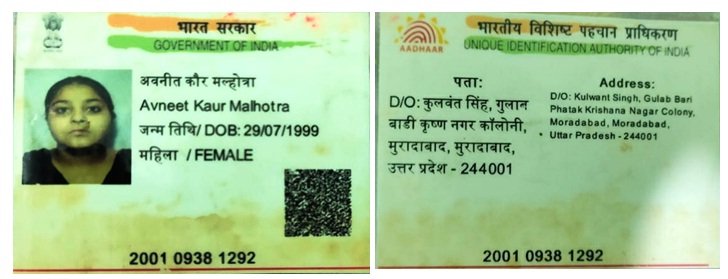 भारत सरकार
GOVERNMENT OF INDIA
अवनीत कौर मल्होत्रा
Avneet Kaur Malhotra
जन्म तिथि/ DOB: 29/07/1999
महिला / FEMALE
2001 0938 1292
भारतीय विशिष्ट पहचान प्राधिकरण
UNIQUE IDENTIFICATION AUTHORITY OF INDIA
AADHAAR
पता:
D/O: कुलवंत सिंह, गुलान
बाडी कृष्ण नगर कॉलोनी,
मुरादाबाद, मुरादाबाद,
उत्तर प्रदेश - 244001
Address:
D/O: Kulwant Singh, Gulab Bari
Phatak Krishana Nagar Colony,
Moradabad, Moradabad,
Uttar Pradesh - 244001
2001 0938 1292